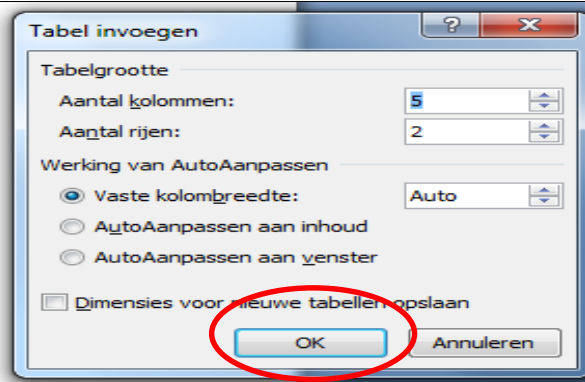 Tabel invoegen
Tabelgrootte
Aantal kolommen: 5
Aantal rijen: 2
Werking van AutoAanpassen
Vaste kolombreedte: Auto
AutoAanpassen aan inhoud
AutoAanpassen aan venster
Dimensies voor nieuwe tabellen opslaan
OK Annuleren